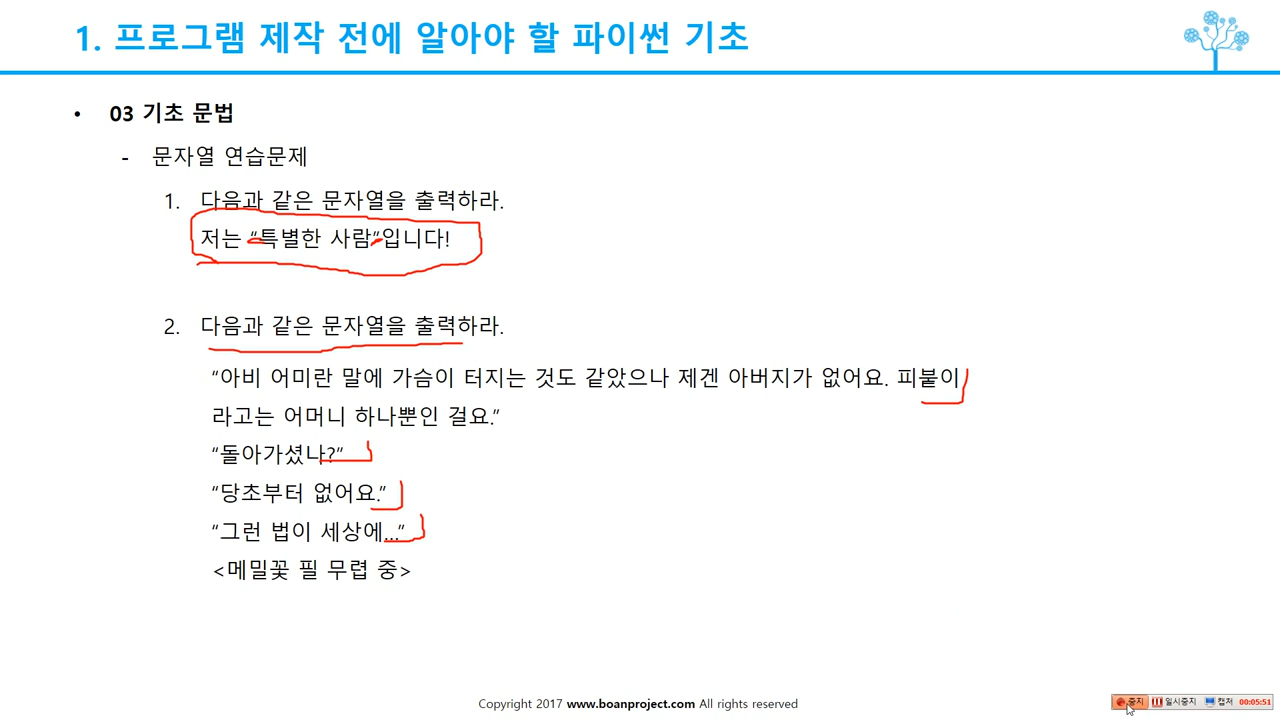 1. 프로그램 제작 전에 알아야 할 파이썬 기초
• 03 기초 문법
- 문자열 연습문제
1. 다음과 같은 문자열을 출력하라.
저는 “특별한 사람”입니다!
2. 다음과 같은 문자열을 출력하라.
“아비 어미란 말에 가슴이 터지는 것도 같았으나 제겐 아버지가 없어요. 피붙이
라고는 어머니 하나뿐인 걸요.”
“돌아가셨나?”
“당초부터 없어요.”
“그런 법이 세상에...”
<메밀꽃 필 무렵 중>
Copyright 2017 www.boanproject.com All rights reserved
중지 일시중지 캡처 00:05:51